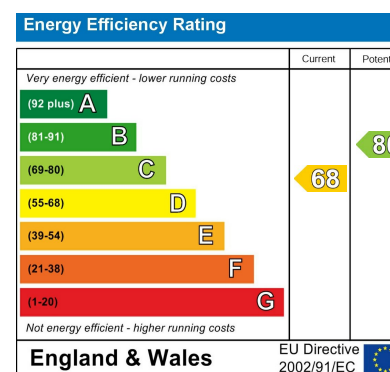 Energy Efficiency Rating
Current
Very energy efficient - lower running costs
(92 plus) A
(81-91) B
(69-80) C
68
(55-68) D
(39-54) E
(21-38) F
(1-20) G
Not energy efficient - higher running costs
England & Wales
EU Directive
2002/91/EC